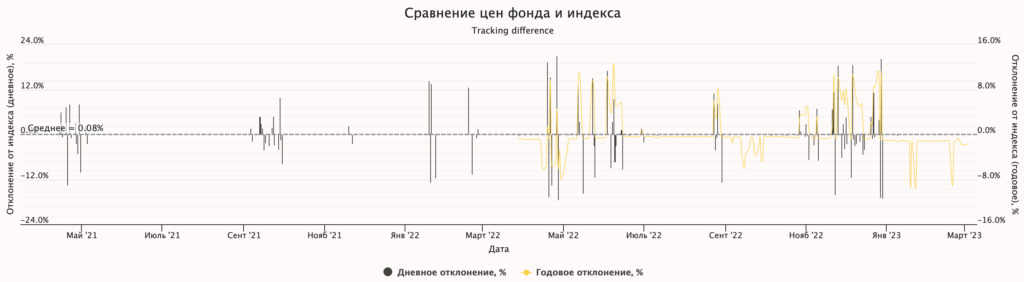 Сравнение цен фонда и индекса
Tracking difference
Отклонение от индекса (дневное), %
24.0%
12.0%
0.0%
−12.0%
−24.0%
Среднее = 0.08%
16.0%
8.0%
0.0%
−8.0%
−16.0%
Отклонение от индекса (годовое), %
Май '21
Июль '21
Сент '21
Нояб '21
Янв '22
Март '22
Май '22
Июль '22
Сент '22
Нояб '22
Янв '23
Март '23
Дата
Дневное отклонение, %
Годовое отклонение, %